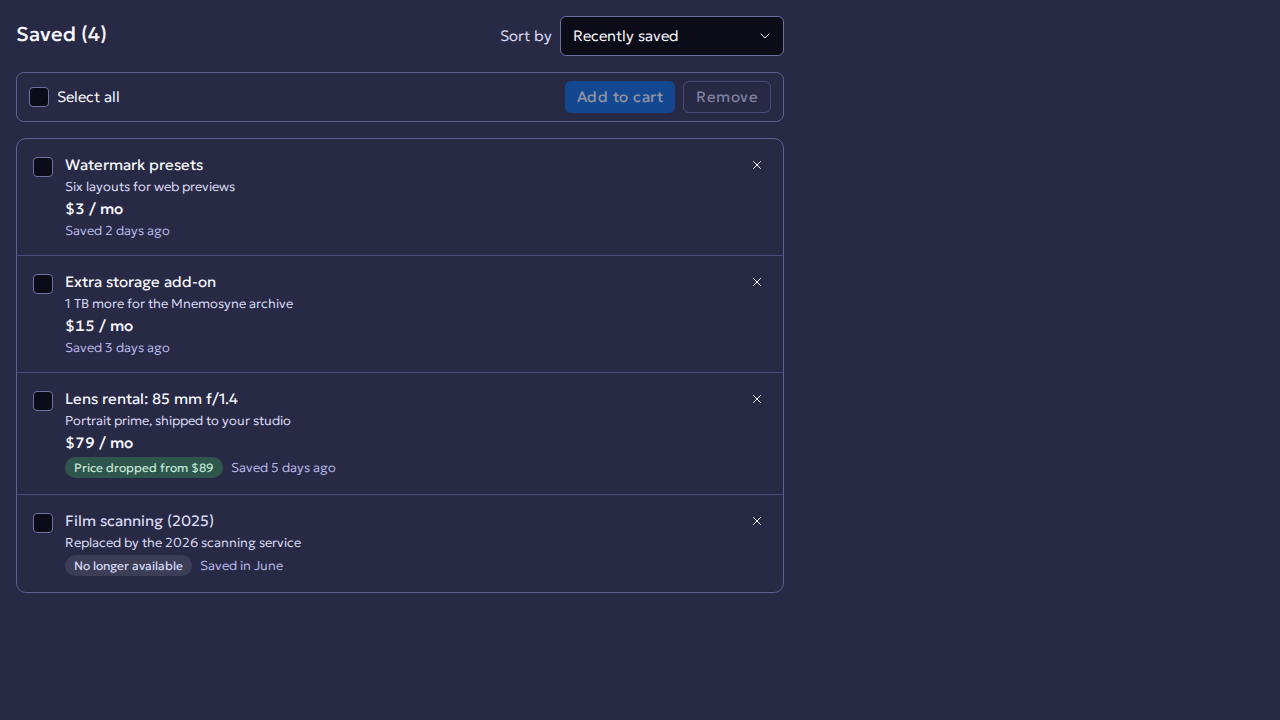 Saved (4)
Sort by
Recently saved
Select all
Add to cart
Remove
Watermark presets
Six layouts for web previews
$3 / mo
Saved 2 days ago
Extra storage add-on
1 TB more for the Mnemosyne archive
$15 / mo
Saved 3 days ago
Lens rental: 85 mm f/1.4
Portrait prime, shipped to your studio
$79 / mo
Price dropped from $89
Saved 5 days ago
Film scanning (2025)
Replaced by the 2026 scanning service
No longer available
Saved in June